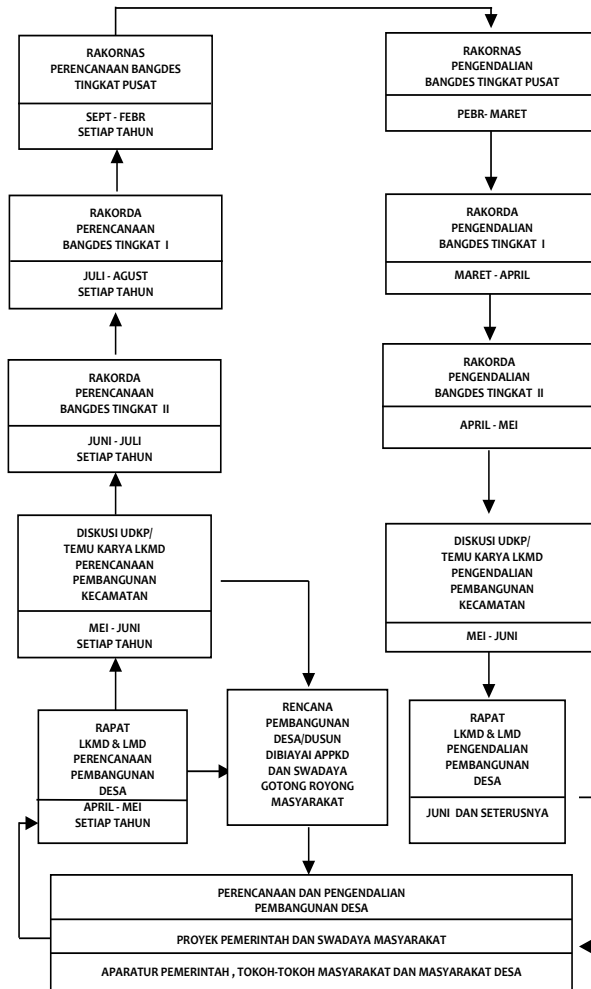 RAKORNAS
PERENCANAAN BANGDES
TINGKAT PUSAT
SEPT - FEBR
SETIAP TAHUN
RAKORDA
PERENCANAAN
BANGDES TINGKAT I
JULI - AGUST
SETIAP TAHUN
RAKORDA
PERENCANAAN
BANGDES TINGKAT II
JUNI - JULI
SETIAP TAHUN
DISKUSI UDKP/
TEMU KARYA LKMD
PERENCANAAN
PEMBANGUNAN
KECAMATAN
MEI - JUNI
SETIAP TAHUN
RAPAT
LKMD & LMD
PERENCANAAN
PEMBANGUNAN
DESA
APRIL - MEI
SETIAP TAHUN
RENCANA
PEMBANGUNAN
DESA/DUSUN
DIBIAYAI APPKD
DAN SWADAYA
GOTONG ROYONG
MASYARAKAT
RAKORNAS
PENGENDALIAN
BANGDES TINGKAT PUSAT
PEBR- MARET
RAKORDA
PENGENDALIAN
BANGDES TINGKAT I
MARET - APRIL
RAKORDA
PENGENDALIAN
BANGDES TINGKAT II
APRIL - MEI
DISKUSI UDKP/
TEMU KARYA LKMD
PENGENDALIAN
PEMBANGUNAN
KECAMATAN
MEI - JUNI
RAPAT
LKMD & LMD
PENGENDALIAN
PEMBANGUNAN
DESA
JUNI DAN SETERUSNYA
PERENCANAAN DAN PENGENDALIAN
PEMBANGUNAN DESA
PROYEK PEMERINTAH DAN SWADAYA MASYARAKAT
APARATUR PEMERINTAH , TOKOH-TOKOH MASYARAKAT DAN MASYARAKAT DESA